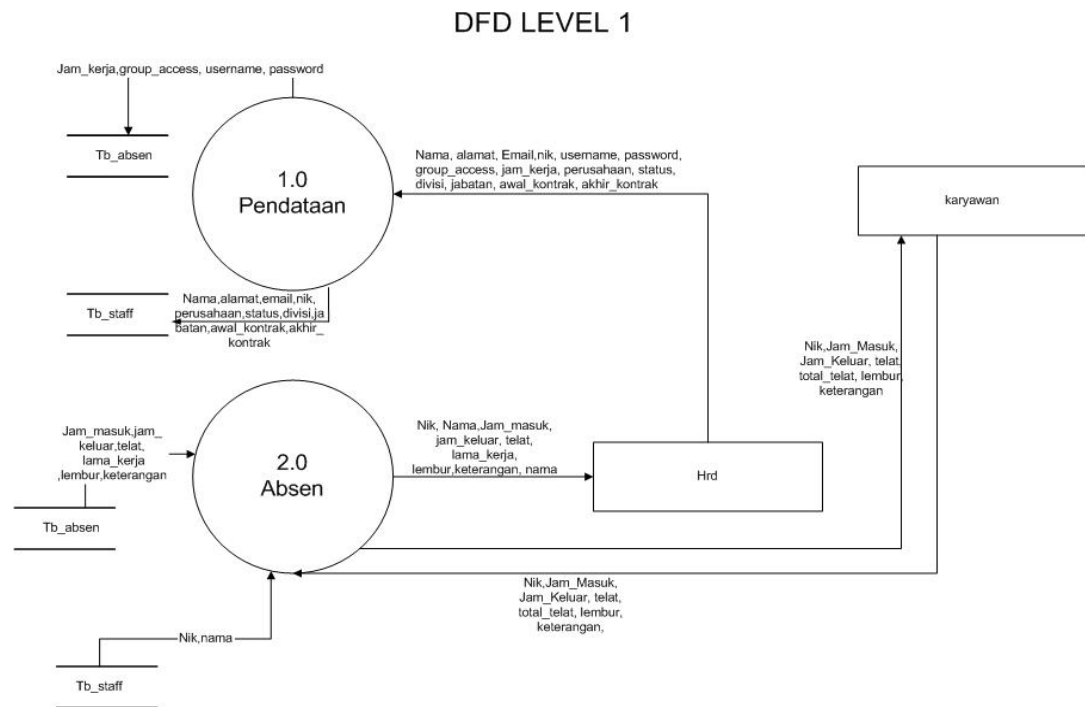 DFD LEVEL 1
Jam_kerja,group_access, username, password
Tb_absen
1.0
Pendataan
Nama, alamat, Email,nik, username, password,
group_access, jam_kerja, perusahaan, status,
divisi, jabatan, awal_kontrak, akhir_kontrak
karyawan
Tb_staff
Nama,alamat,email,nik,
perusahaan,status,divisi,ja
batan,awal_kontrak,akhir_
kontrak
Nik,Jam_Masuk,
Jam_Keluar, telat,
total_telat, lembur,
keterangan
Jam_masuk,jam_
keluar,telat,
lama_kerja
,lembur,keterangan
2.0
Absen
Nik, Nama,Jam_masuk,
jam_keluar, telat,
lama_kerja,
lembur,keterangan, nama
Hrd
Tb_absen
Nik,Jam_Masuk,
Jam_Keluar, telat,
total_telat, lembur,
keterangan,
Nik,nama
Tb_staff